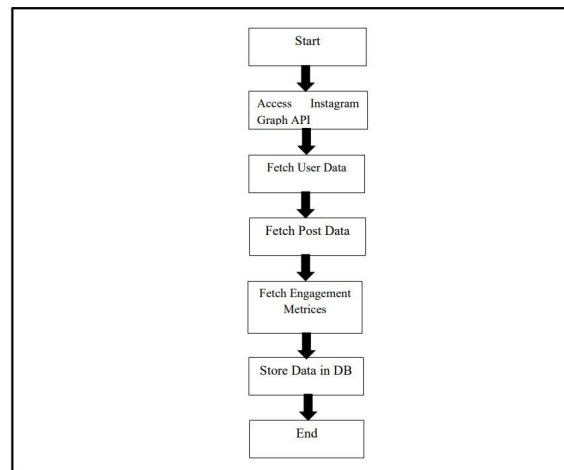 Start
Access Instagram
Graph API
Fetch User Data
Fetch Post Data
Fetch Engagement
Metrices
Store Data in DB
End